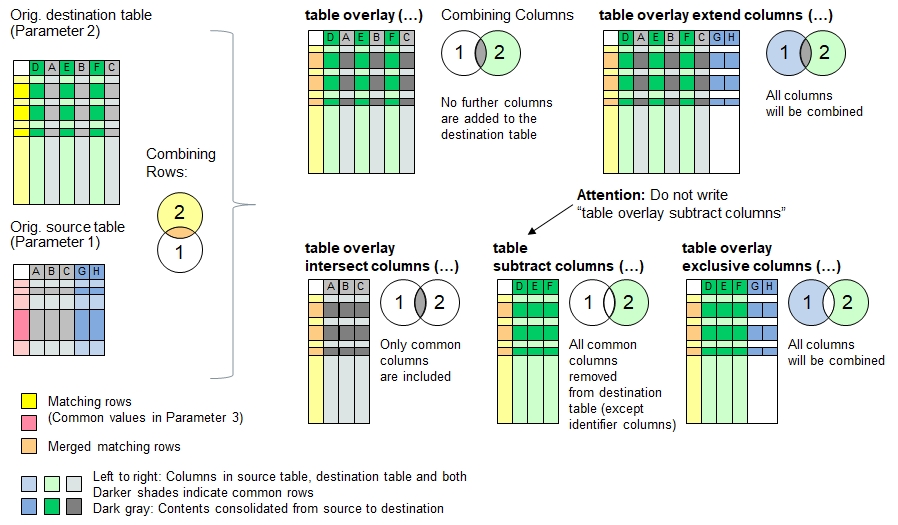 Orig. destination table
(Parameter 2)
D A E B F C
Combining
Rows:
2
1
Orig. source table
(Parameter 1)
A B C G H
table overlay (…)
D A E B F C
Combining Columns
1 2
No further columns
are added to the
destination table
table overlay extend columns (…)
D A E B F C G H
1 2
All columns
will be combined
Attention: Do not write
“table overlay subtract columns”
table overlay
intersect columns (…)
A B C
1 2
Only common
columns
are included
table
subtract columns (…)
D E F
1 2
All common
columns
removed
from destination
table (except
identifier columns)
table overlay
exclusive columns (…)
D E F G H
1 2
All columns
will be combined
Matching rows
(Common values in Parameter 3)
Merged matching rows
Left to right: Columns in source table, destination table and both
Darker shades indicate common rows
Dark gray: Contents consolidated from source to destination